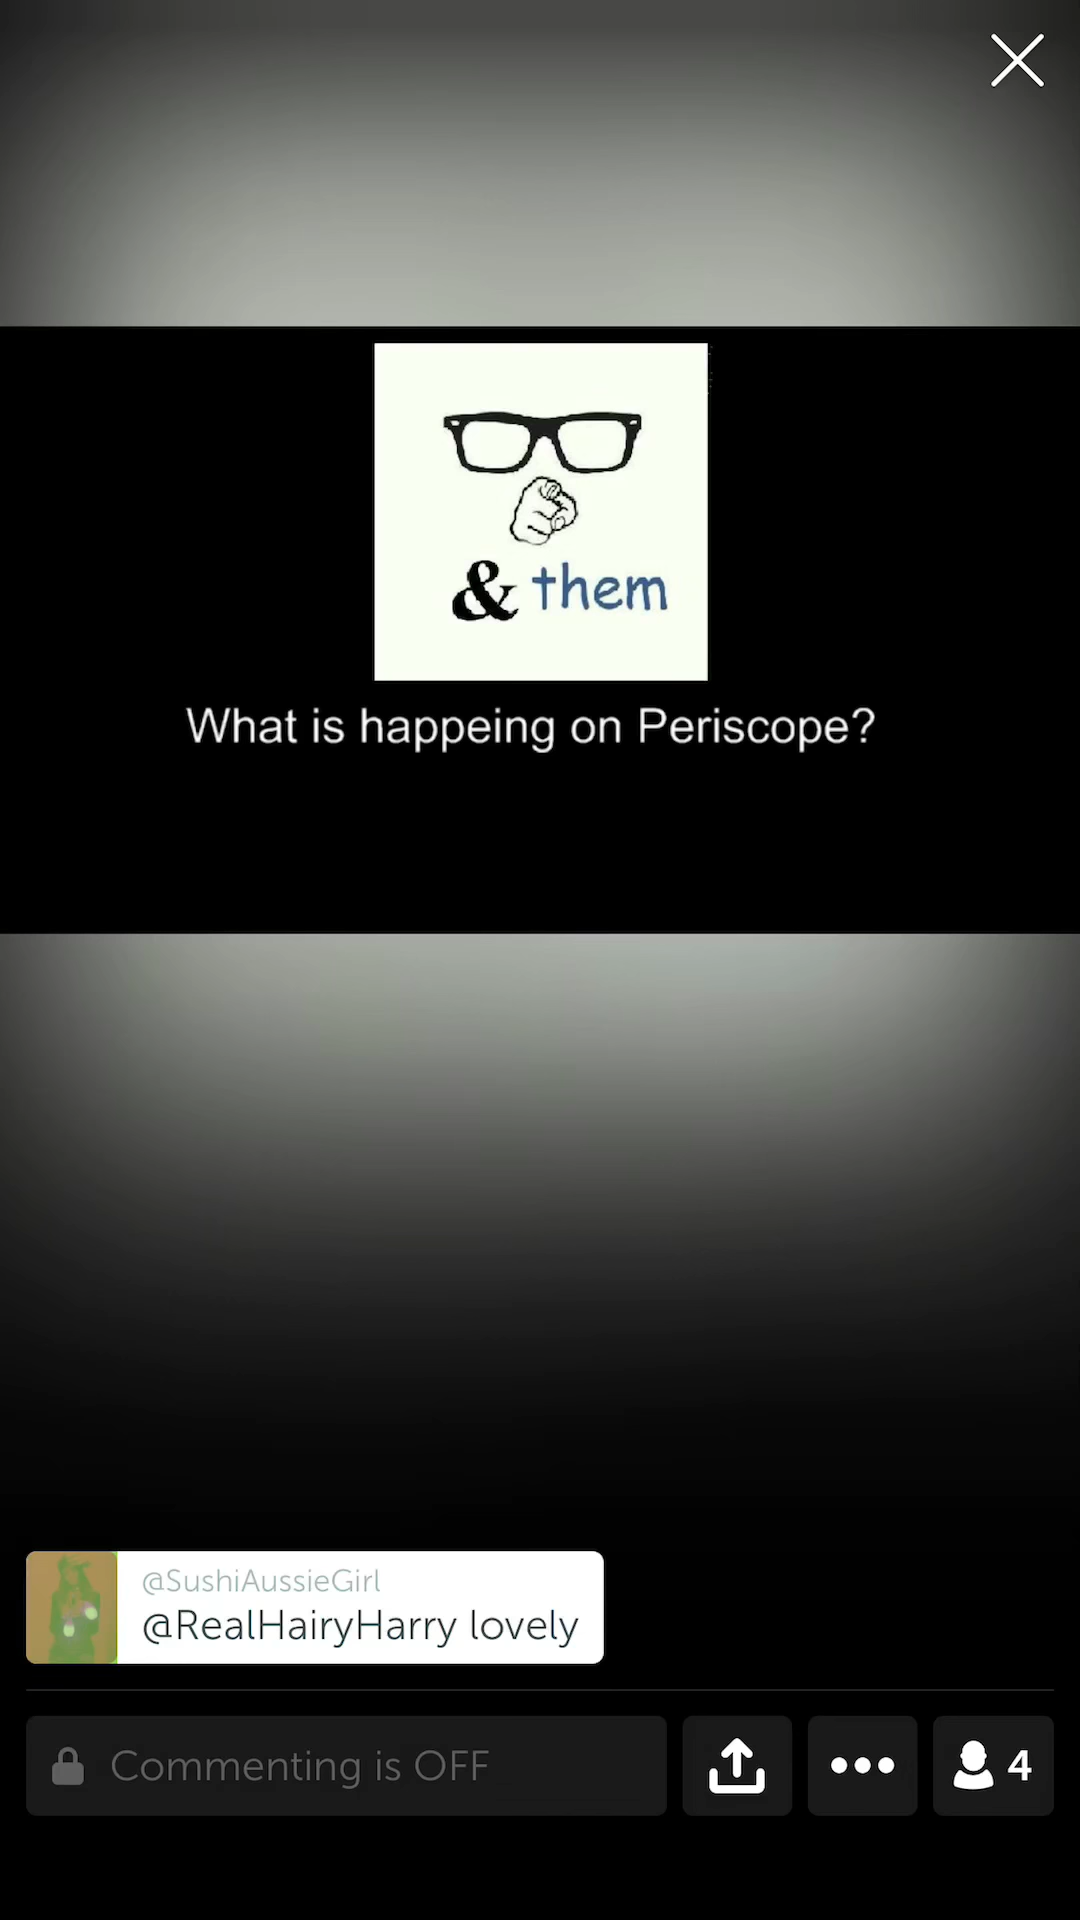 & them
What is happeing on Periscope?
@SushiAussieGirl
@RealHairyHarry lovely
Commenting is OFF
4